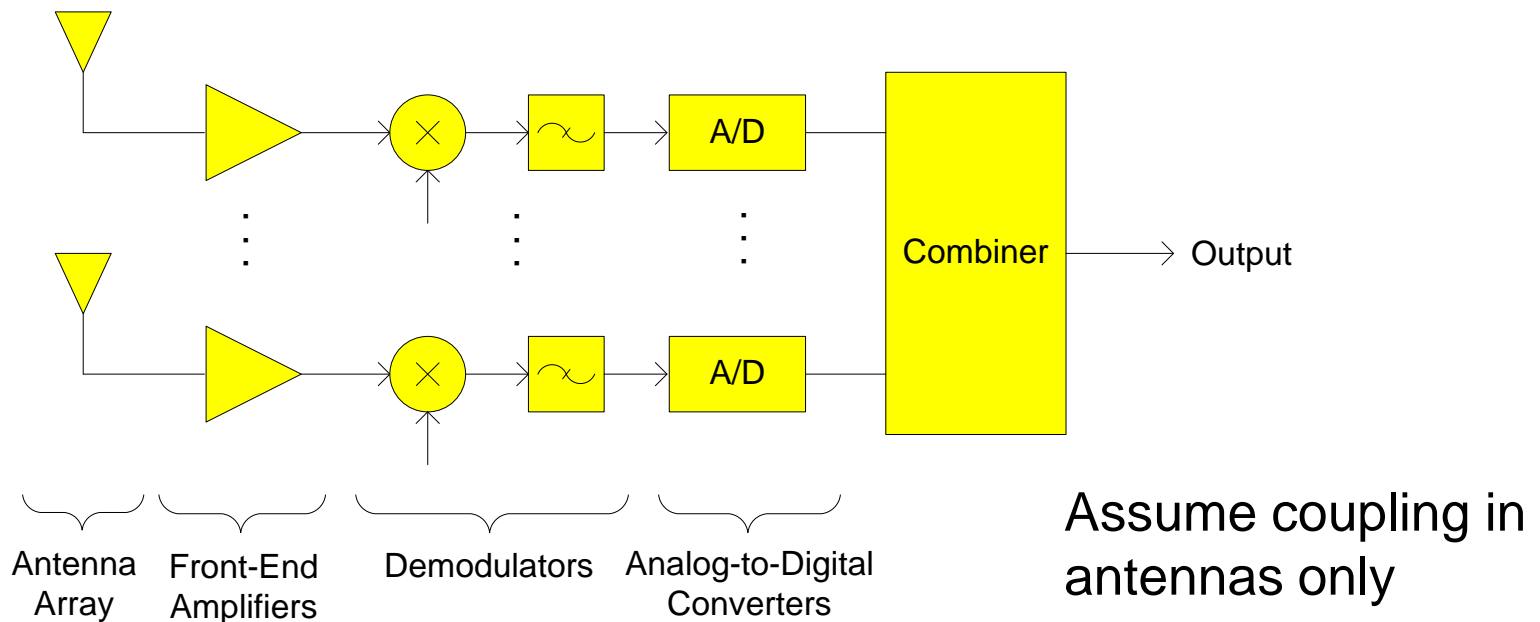 A/D
Combiner
Output
A/D
Antenna
Array
Front-End
Amplifiers
Demodulators
Analog-to-Digital
Converters
Assume coupling in
antennas only